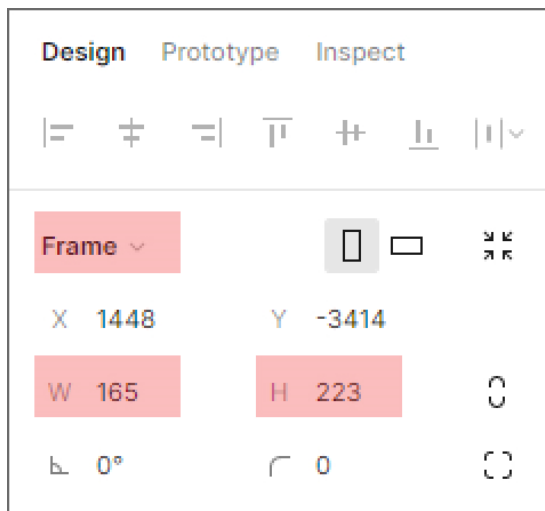 Design Prototype Inspect
Frame
X 1448 Y -3414
W 165 H 223
0° 0